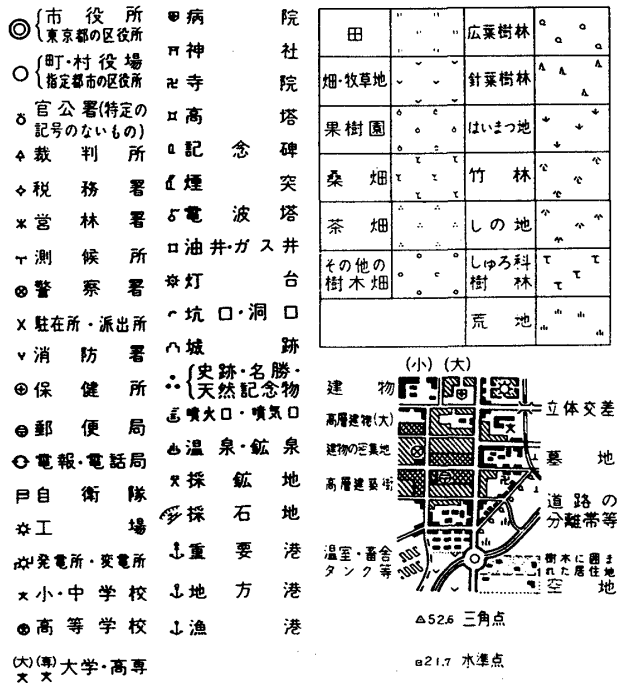 市役所
東京都の区役所
町・村役場
指定都市の区役所
官公署(特定の
記号のないもの)
裁判所
税務署
営林署
測候所
警察署
駐在所・派出所
消防署
保健所
郵便局
電報・電話局
自衛隊
工場
発電所・変電所
小・中学校
高等学校
(大)(専)大学・高専
文 文
病院
神社
寺院
高塔
記念碑
煙突
電波塔
油井・ガス井
灯台
坑口・洞口
城跡
史跡・名勝・
天然記念物
噴火口・噴気口
温泉・鉱泉
採鉱地
採石地
重要港
地方港
漁港
田
畑・牧草地
果樹園
桑畑
茶畑
その他の
樹木畑
広葉樹林
針葉樹林
はいまつ地
竹林
しの地
しゅろ科
樹林
荒地
(小) (大)
建物
高層建物(大)
建物の密集地
高層建築街
温室・畜舎
タンク等
立体交差
墓地
道路の
分離帯等
樹木に囲ま
れた居住地
空地
52.6 三角点
21.7 水準点